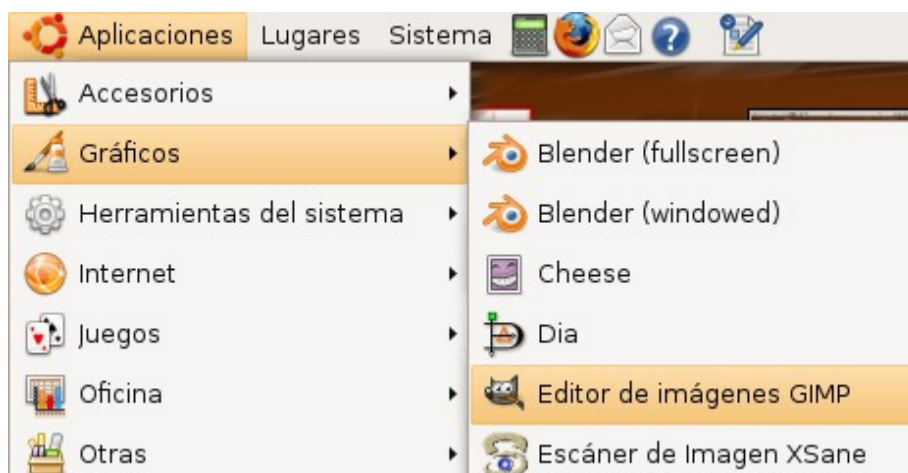 Aplicaciones Lugares Sistema
Accesorios
Gráficos
Herramientas del sistema
Internet
Juegos
Oficina
Otras
Blender (fullscreen)
Blender (windowed)
Cheese
Dia
Editor de imágenes GIMP
Escáner de Imagen XSane